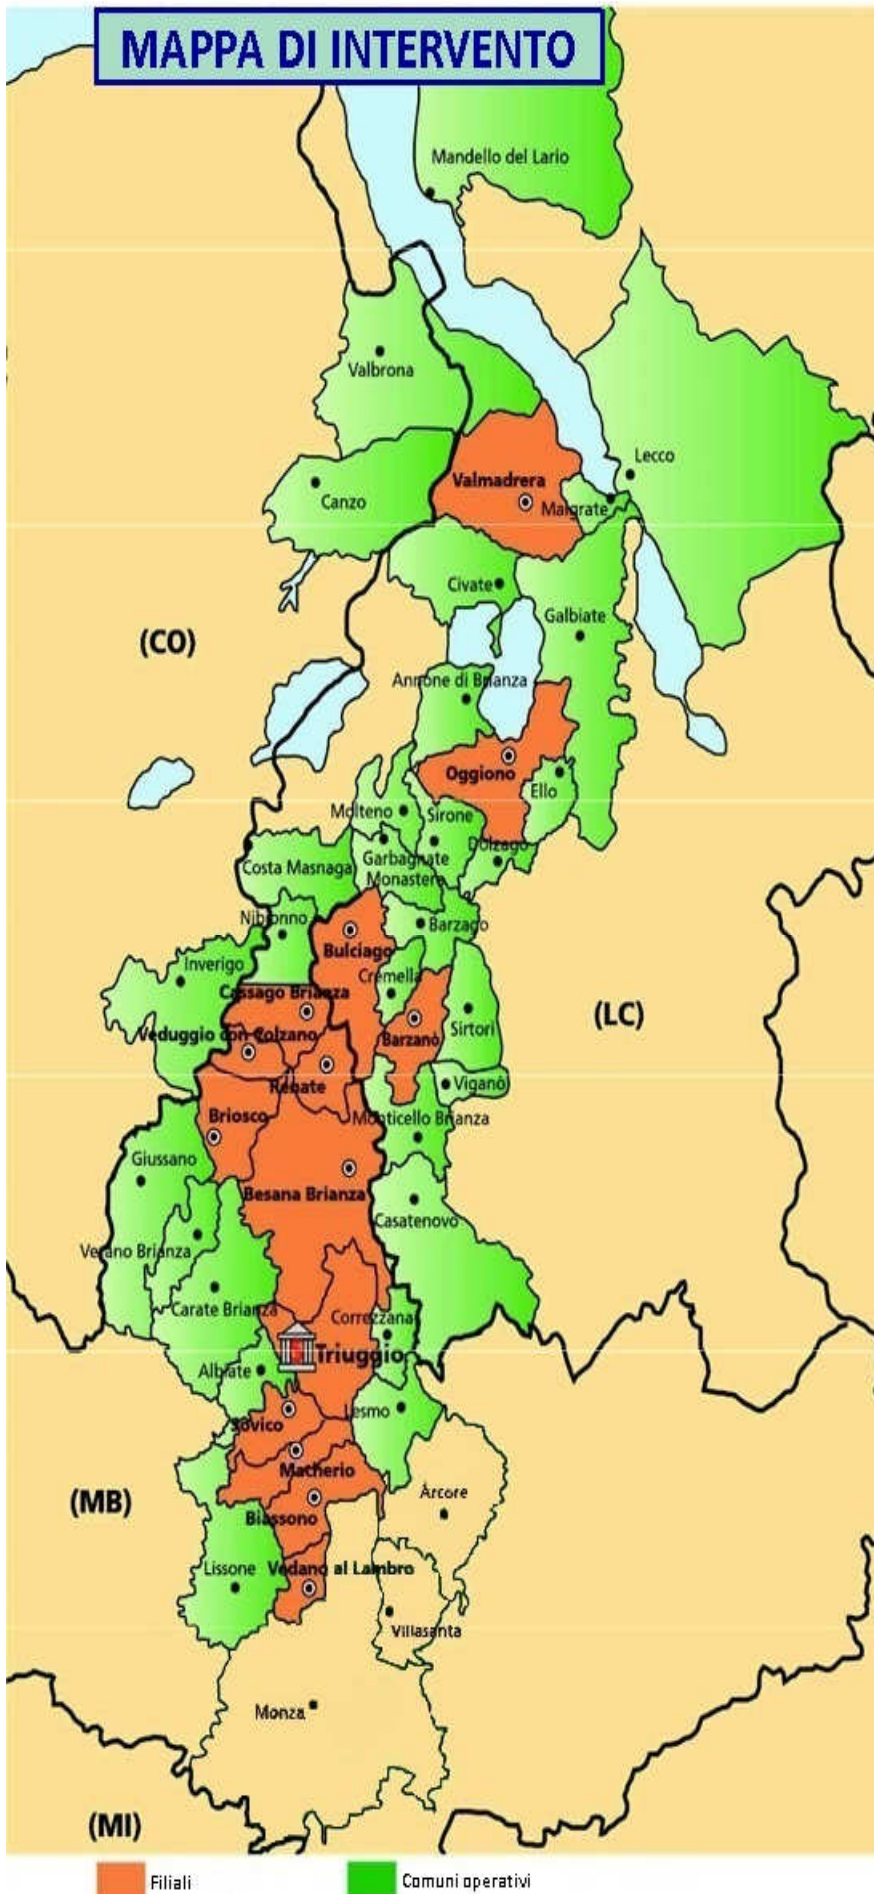 MAPPA DI INTERVENTO
Mandello del Lario
Valbrona
Lecco
Valmadrera
Canzo
Malgrate
Civate
Galbiate
(CO)
Annone di Brianza
Oggiono
Ello
Molteno
Sirone
Dolzago
Garbagnate
Monastero
Costa Masnaga
Nibionno
Barzago
Bulciago
Inverigo
Cremella
Cassago Brianza
(LC)
Sirtori
Veduggio con Colzano
Barzanò
Renate
Viganò
Briosco
Monticello Brianza
Giussano
Besana Brianza
Casatenovo
Verano Brianza
Carate Brianza
Correzzana
Triuggio
Albiate
Lesmo
Sovico
Macherio
Àrcore
(MB)
Biassono
Lissone
Vedano al Lambro
Villasanta
Monza
(MI)
Filiali
Comuni operativi